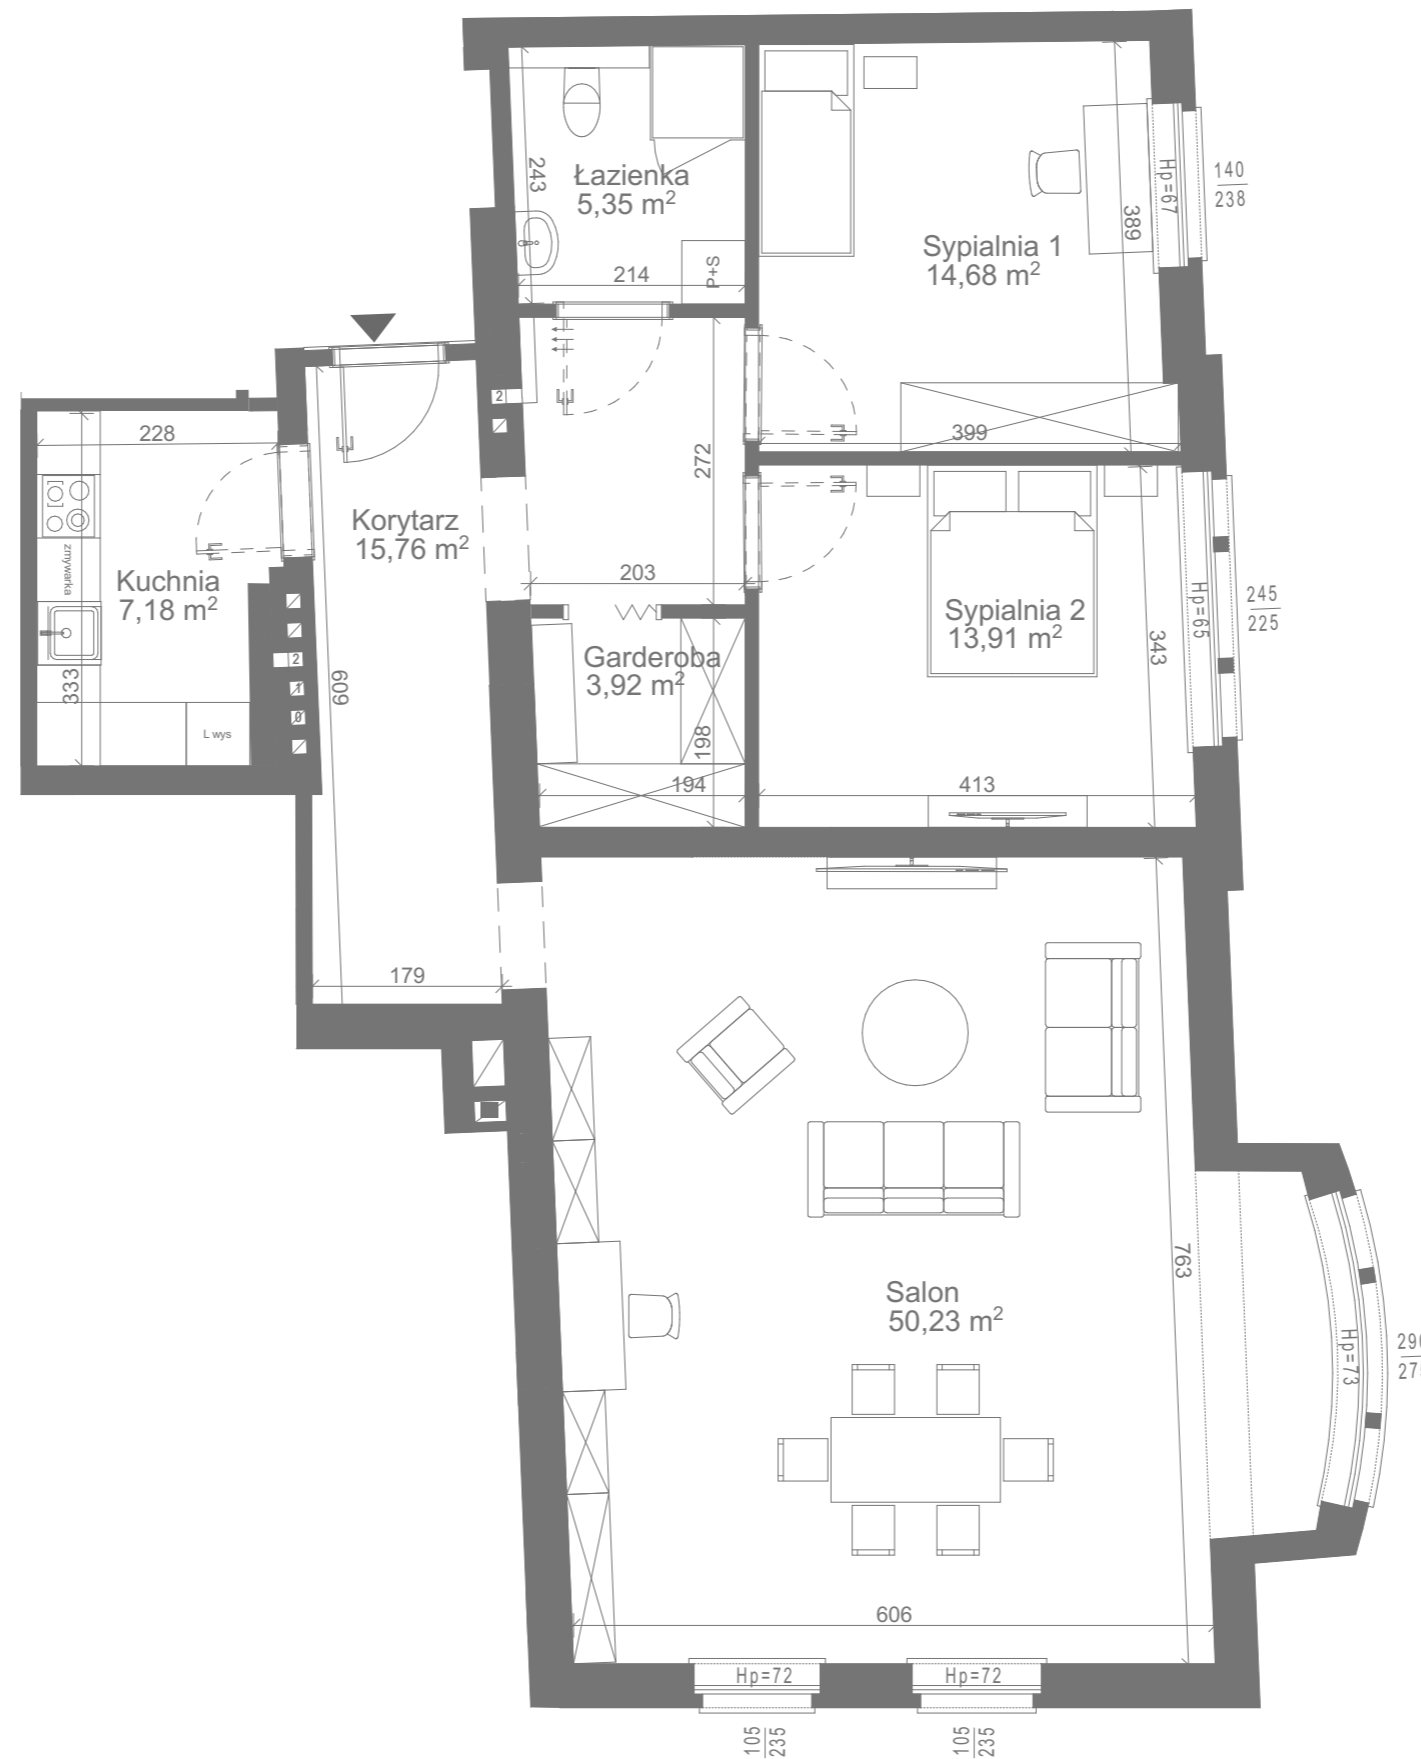 243
Łazienka
5,35 m²
214
P+S
389
Hp=67
140
238
Sypialnia 1
14,68 m²
399
228
2
272
Korytarz
15,76 m²
zmywarka
Kuchnia
7,18 m²
333
L wys
2
1
0
609
203
Garderoba
3,92 m²
198
194
Sypialnia 2
13,91 m²
343
Hp=65
245
225
413
179
763
Salon
50,23 m²
Hp=73
606
Hp=72
Hp=72
105
235
105
235